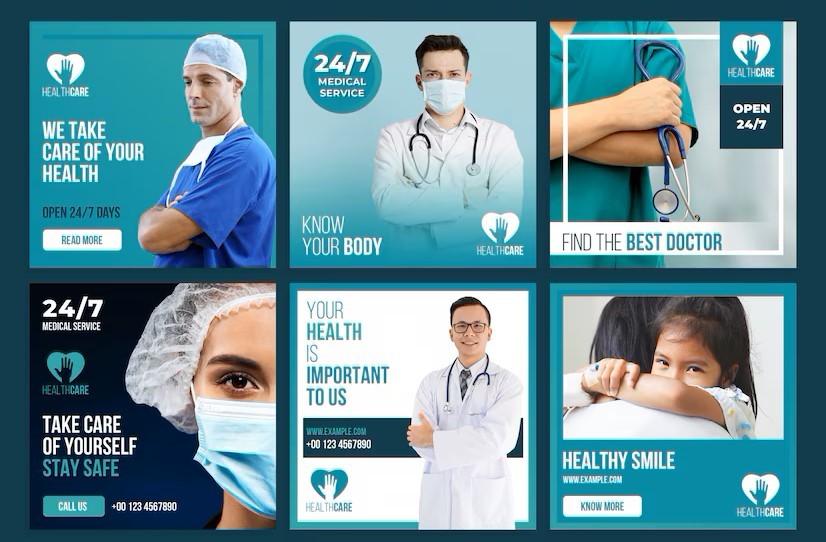 HEALTHCARE
WE TAKE
CARE OF YOUR
HEALTH
OPEN 24/7 DAYS
READ MORE
24/7
MEDICAL
SERVICE
KNOW
YOUR BODY
HEALTHCARE
HEALTHCARE
OPEN
24/7
FIND THE BEST DOCTOR
24/7
MEDICAL SERVICE
HEALTHCARE
TAKE CARE
OF YOURSELF
STAY SAFE
CALL US
+00 123 4567890
YOUR
HEALTH
IS
IMPORTANT
TO US
WWW.EXAMPLE.COM
+00 123 4567890
HEALTHCARE
HEALTHY SMILE
WWW.EXAMPLE.COM
KNOW MORE
HEALTHCARE